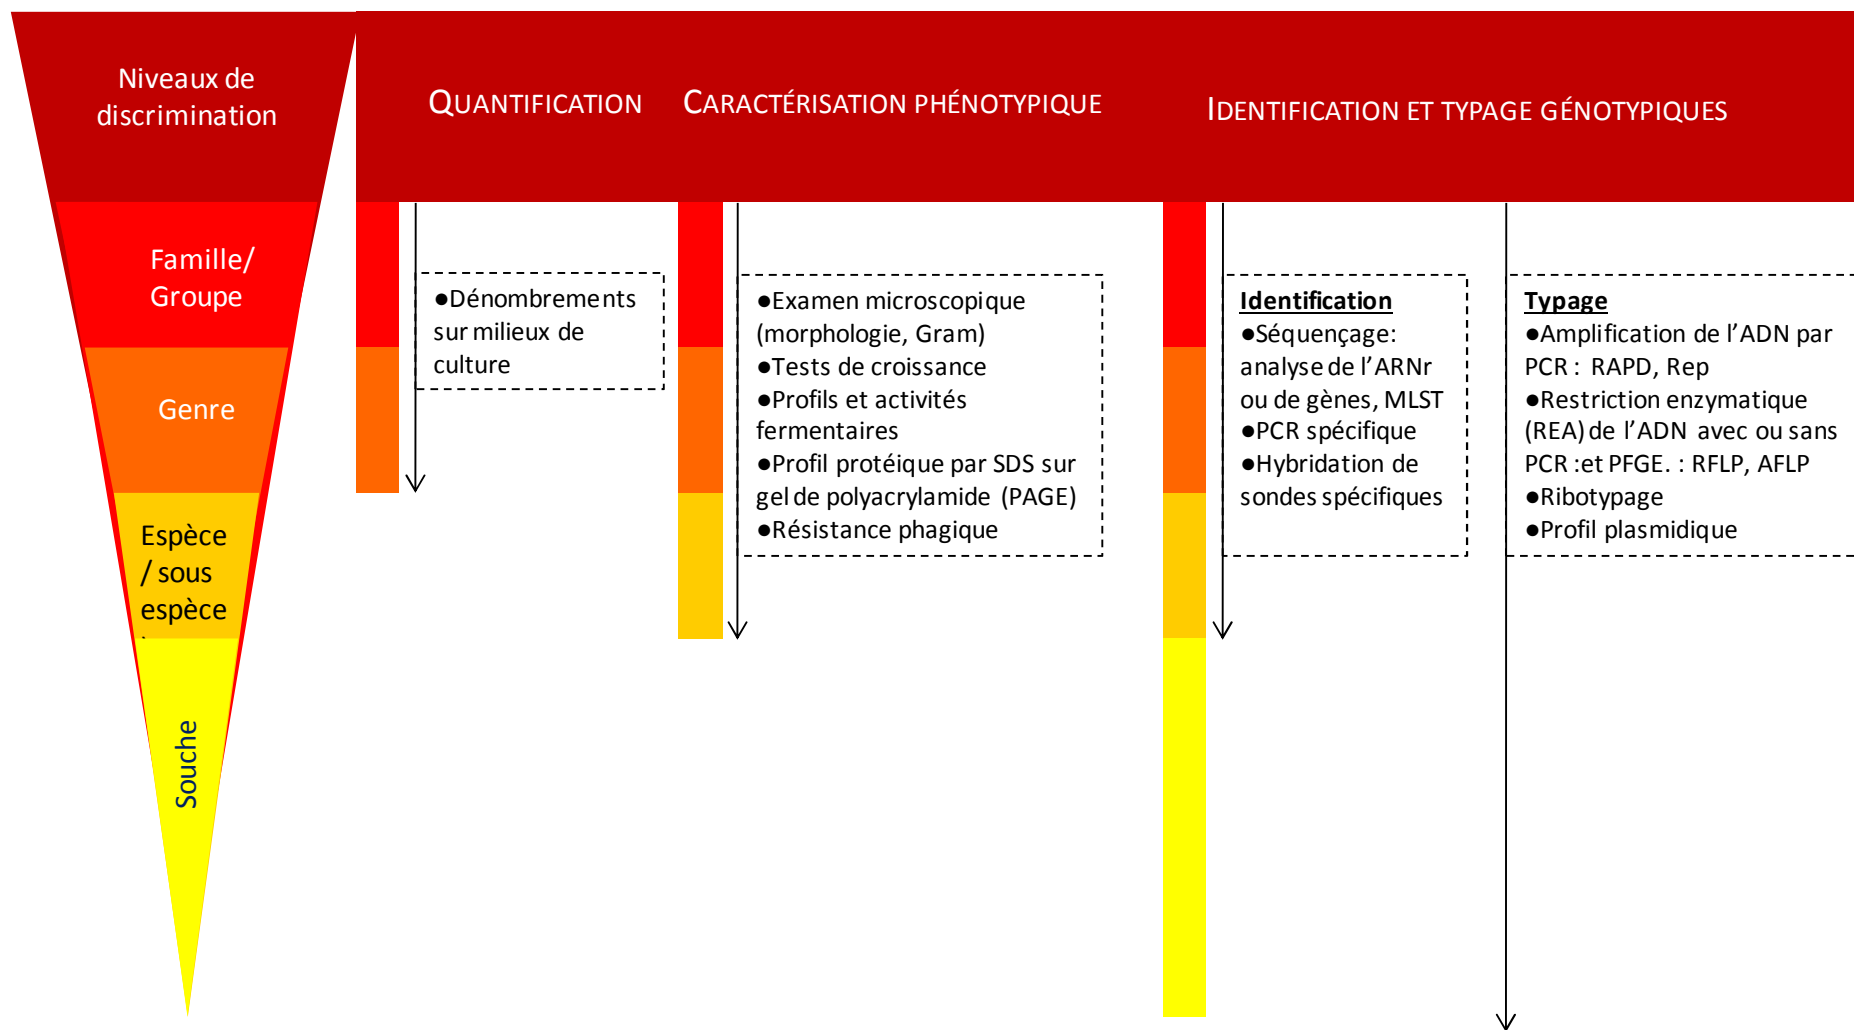 Niveaux de
discrimination
QUANTIFICATION
CARACTÉRISATION PHÉNOTYPIQUE
IDENTIFICATION ET TYPAGE GÉNOTYPIQUES
Famille/
Groupe
Genre
Espèce
/ sous
espèce
Souche
●Dénombrements
sur milieux de
culture
●Examen microscopique
(morphologie, Gram)
●Tests de croissance
●Profils et activités
fermentaires
●Profil protéique par SDS sur
gel de polyacrylamide (PAGE)
●Résistance phagique
Identification
●Séquençage:
analyse de l’ARNr
ou de gènes, MLST
●PCR spécifique
●Hybridation de
sondes spécifiques
Typage
●Amplification de l’ADN par
PCR : RAPD, Rep
●Restriction enzymatique
(REA) de l’ADN avec ou sans
PCR :et PFGE. : RFLP, AFLP
●Ribotypage
●Profil plasmidique